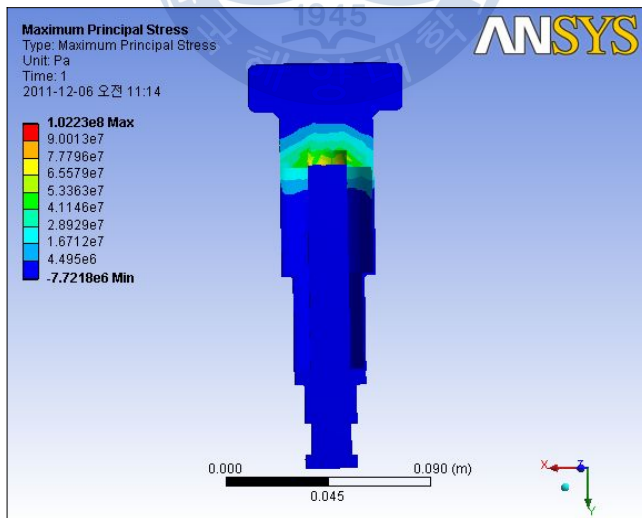 1945
Maximum Principal Stress
Type: Maximum Principal Stress
Unit: Pa
Time: 1
2011-12-06 오전 11:14
ANSYS
1.0223e8 Max
9.0013e7
7.7796e7
6.5579e7
5.3363e7
4.1146e7
2.8929e7
1.6712e7
4.495e6
-7.7218e6 Min
0.000
0.090 (m)
0.045
X
Z
Y